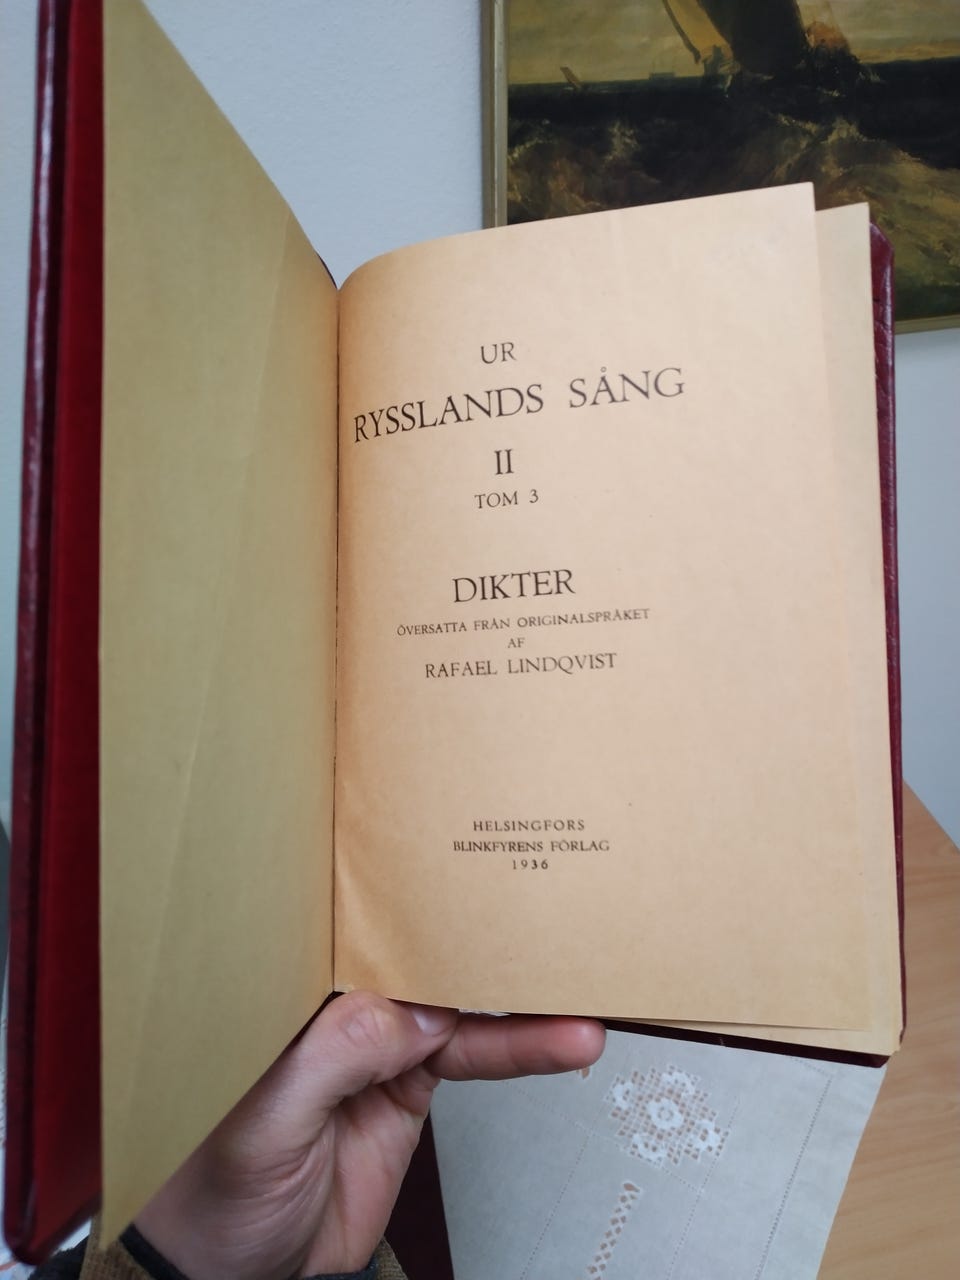 UR
RYSSLANDS SÅNG
II
TOM 3
DIKTER
ÖVERSATTA FRÅN ORIGINALSPRÅKET
AF
RAFAEL LINDQVIST
HELSINGFORS
BLINKFYRENS FÖRLAG
1936